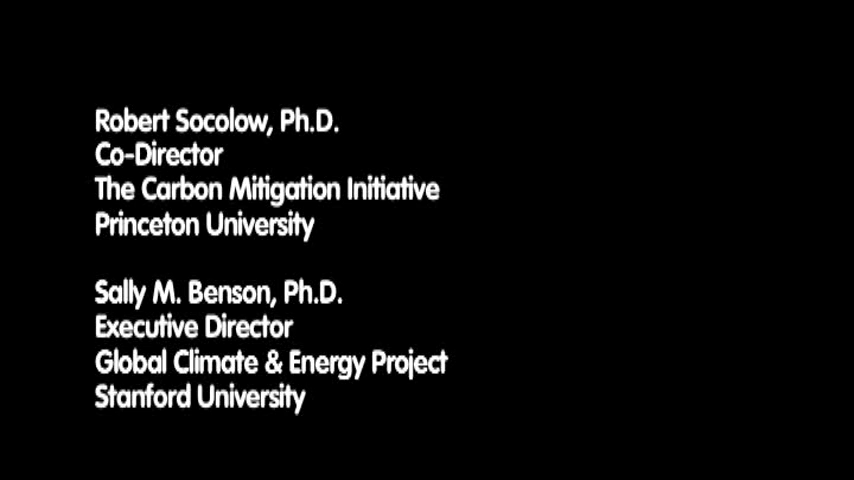 Robert Socolow, Ph.D.
Co-Director
The Carbon Mitigation Initiative
Princeton University
Sally M. Benson, Ph.D.
Executive Director
Global Climate & Energy Project
Stanford University